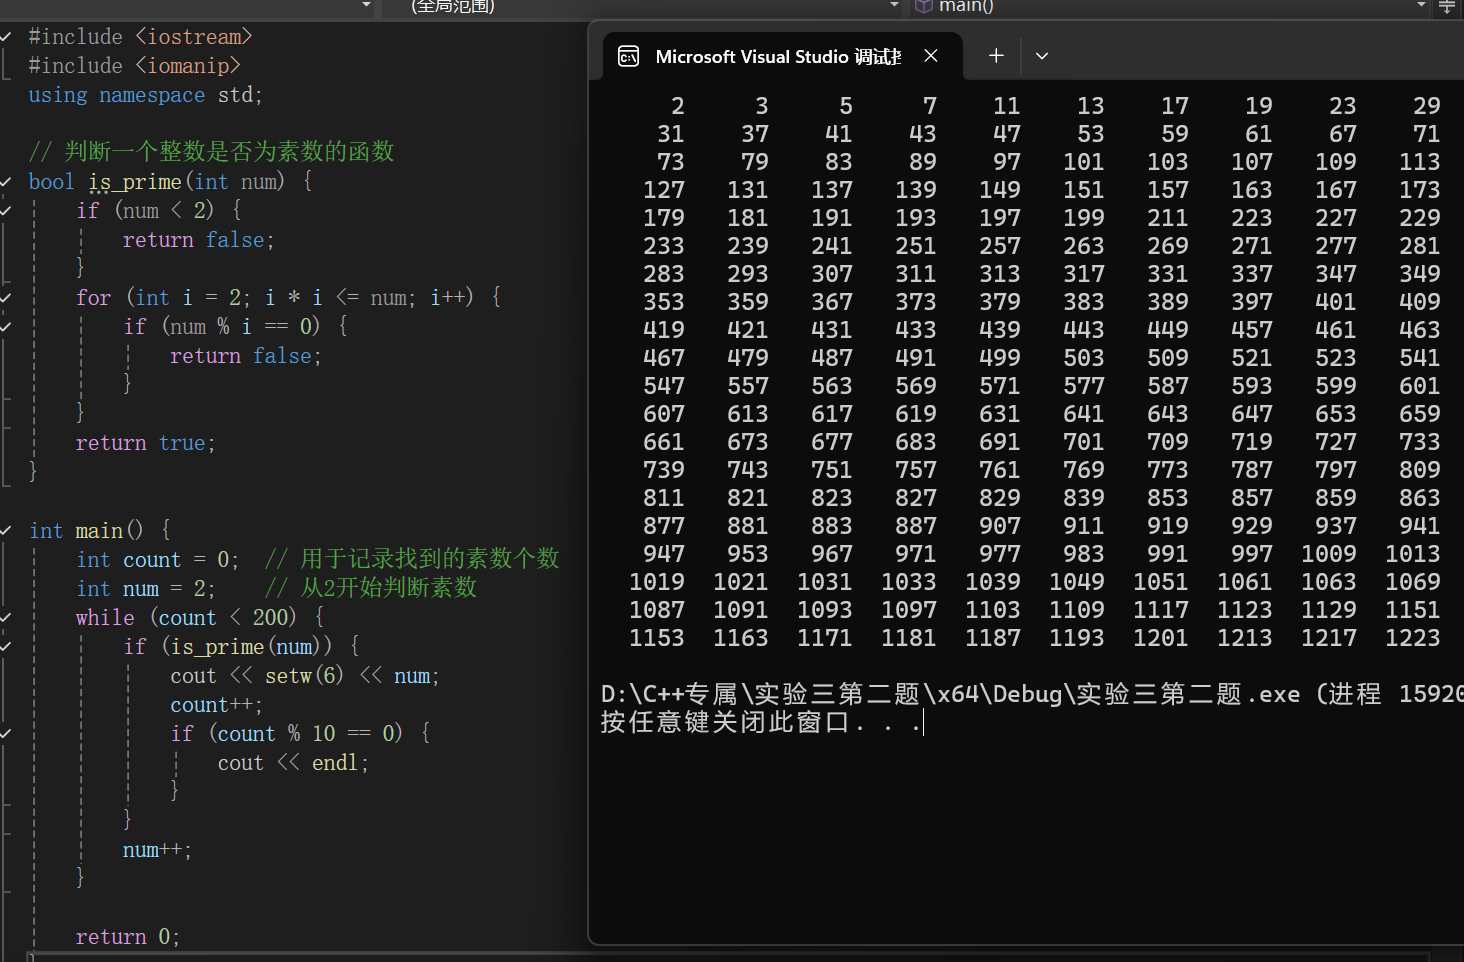 (全局范围)
main()
#include <iostream>
#include <iomanip>
using namespace std;
// 判断一个整数是否为素数的函数
bool is_prime(int num) {
if (num < 2) {
return false;
}
for (int i = 2; i * i <= num; i++) {
if (num % i == 0) {
return false;
}
}
return true;
}
int main() {
int count = 0;  // 用于记录找到的素数个数
int num = 2;    // 从2开始判断素数
while (count < 200) {
if (is_prime(num)) {
cout << setw(6) << num;
count++;
if (count % 10 == 0) {
cout << endl;
}
}
num++;
}
return 0;
}
Microsoft Visual Studio 调试
2 3 5 7 11 13 17 19 23 29
31 37 41 43 47 53 59 61 67 71
73 79 83 89 97 101 103 107 109 113
127 131 137 139 149 151 157 163 167 173
179 181 191 193 197 199 211 223 227 229
233 239 241 251 257 263 269 271 277 281
283 293 307 311 313 317 331 337 347 349
353 359 367 373 379 383 389 397 401 409
419 421 431 433 439 443 449 457 461 463
467 479 487 491 499 503 509 521 523 541
547 557 563 569 571 577 587 593 599 601
607 613 617 619 631 641 643 647 653 659
661 673 677 683 691 701 709 719 727 733
739 743 751 757 761 769 773 787 797 809
811 821 823 827 829 839 853 857 859 863
877 881 883 887 907 911 919 929 937 941
947 953 967 971 977 983 991 997 1009 1013
1019 1021 1031 1033 1039 1049 1051 1061 1063 1069
1087 1091 1093 1097 1103 1109 1117 1123 1129 1151
1153 1163 1171 1181 1187 1193 1201 1213 1217 1223
D:\C++专属\实验三第二题\x64\Debug\实验三第二题.exe (进程 15920
按任意键关闭此窗口. . .